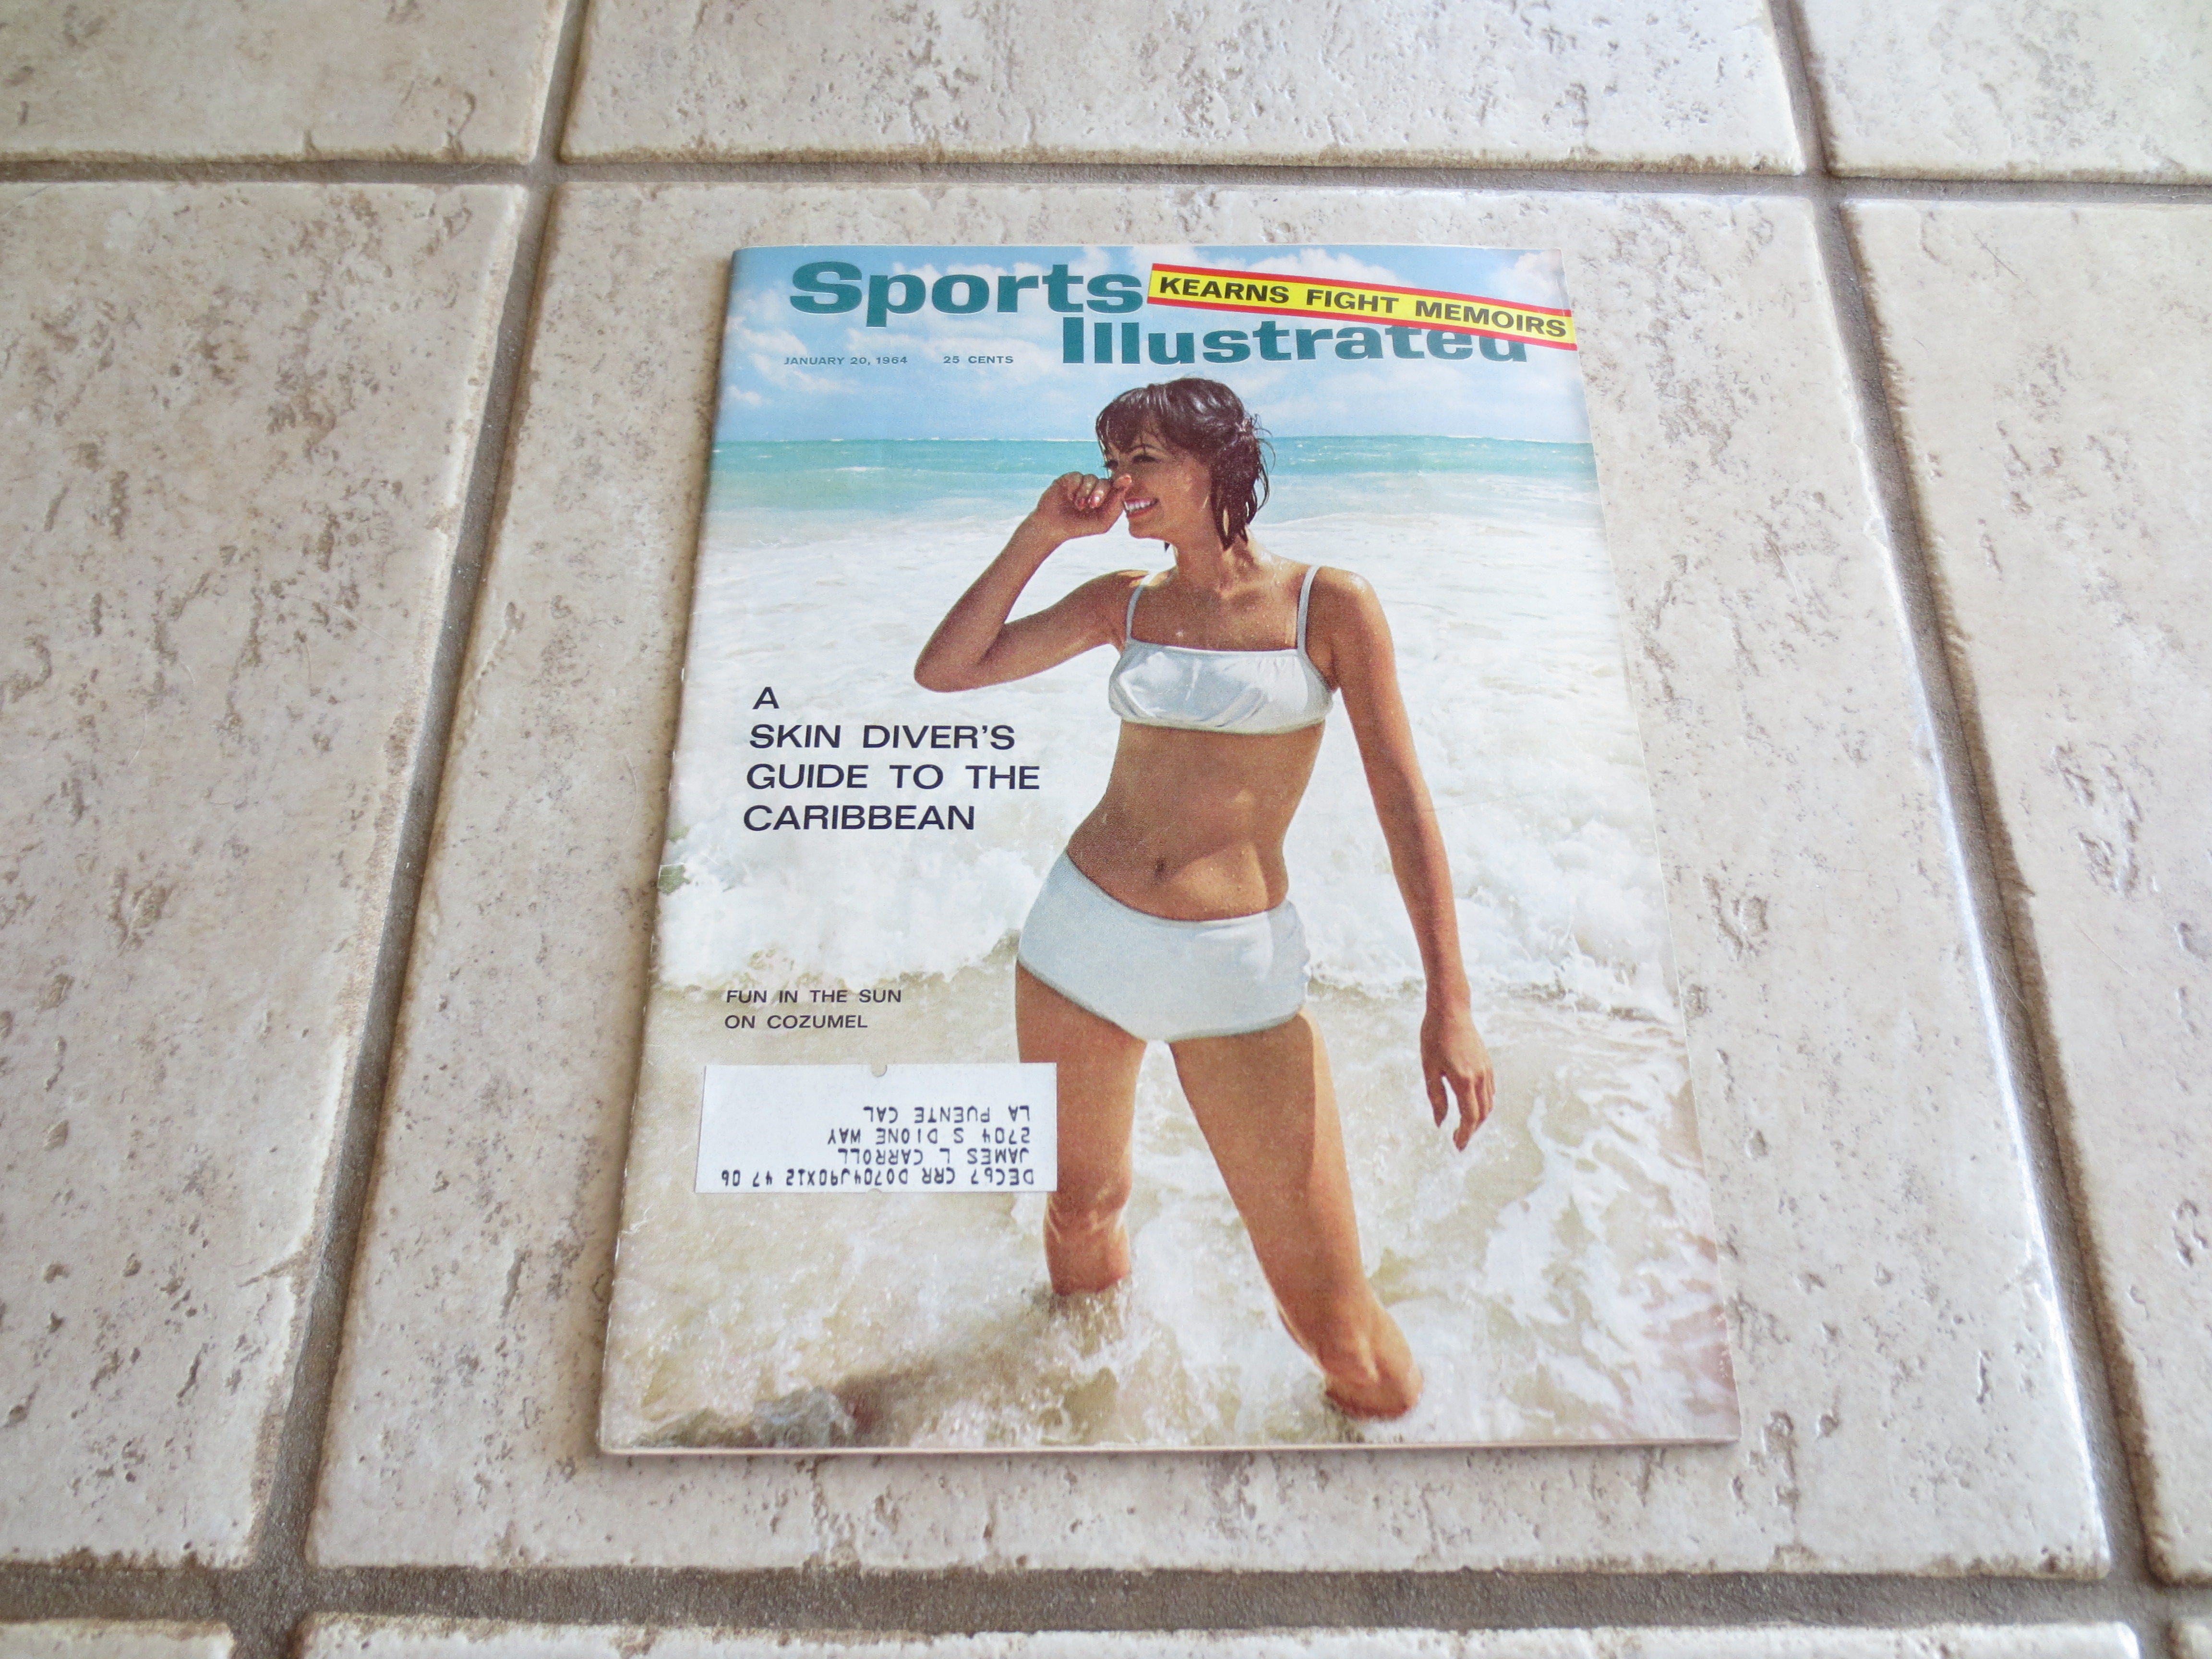 Sports
Illustrated
KEARNS FIGHT MEMOIRS
JANUARY 20, 1964 25 CENTS
A
SKIN DIVER'S
GUIDE TO THE
CARIBBEAN
FUN IN THE SUN
ON COZUMEL
DEC67 CRR D0704J90X12 47 06
JAMES L CARROLL
2704 S DIONE WAY
LA PUENTE CAL